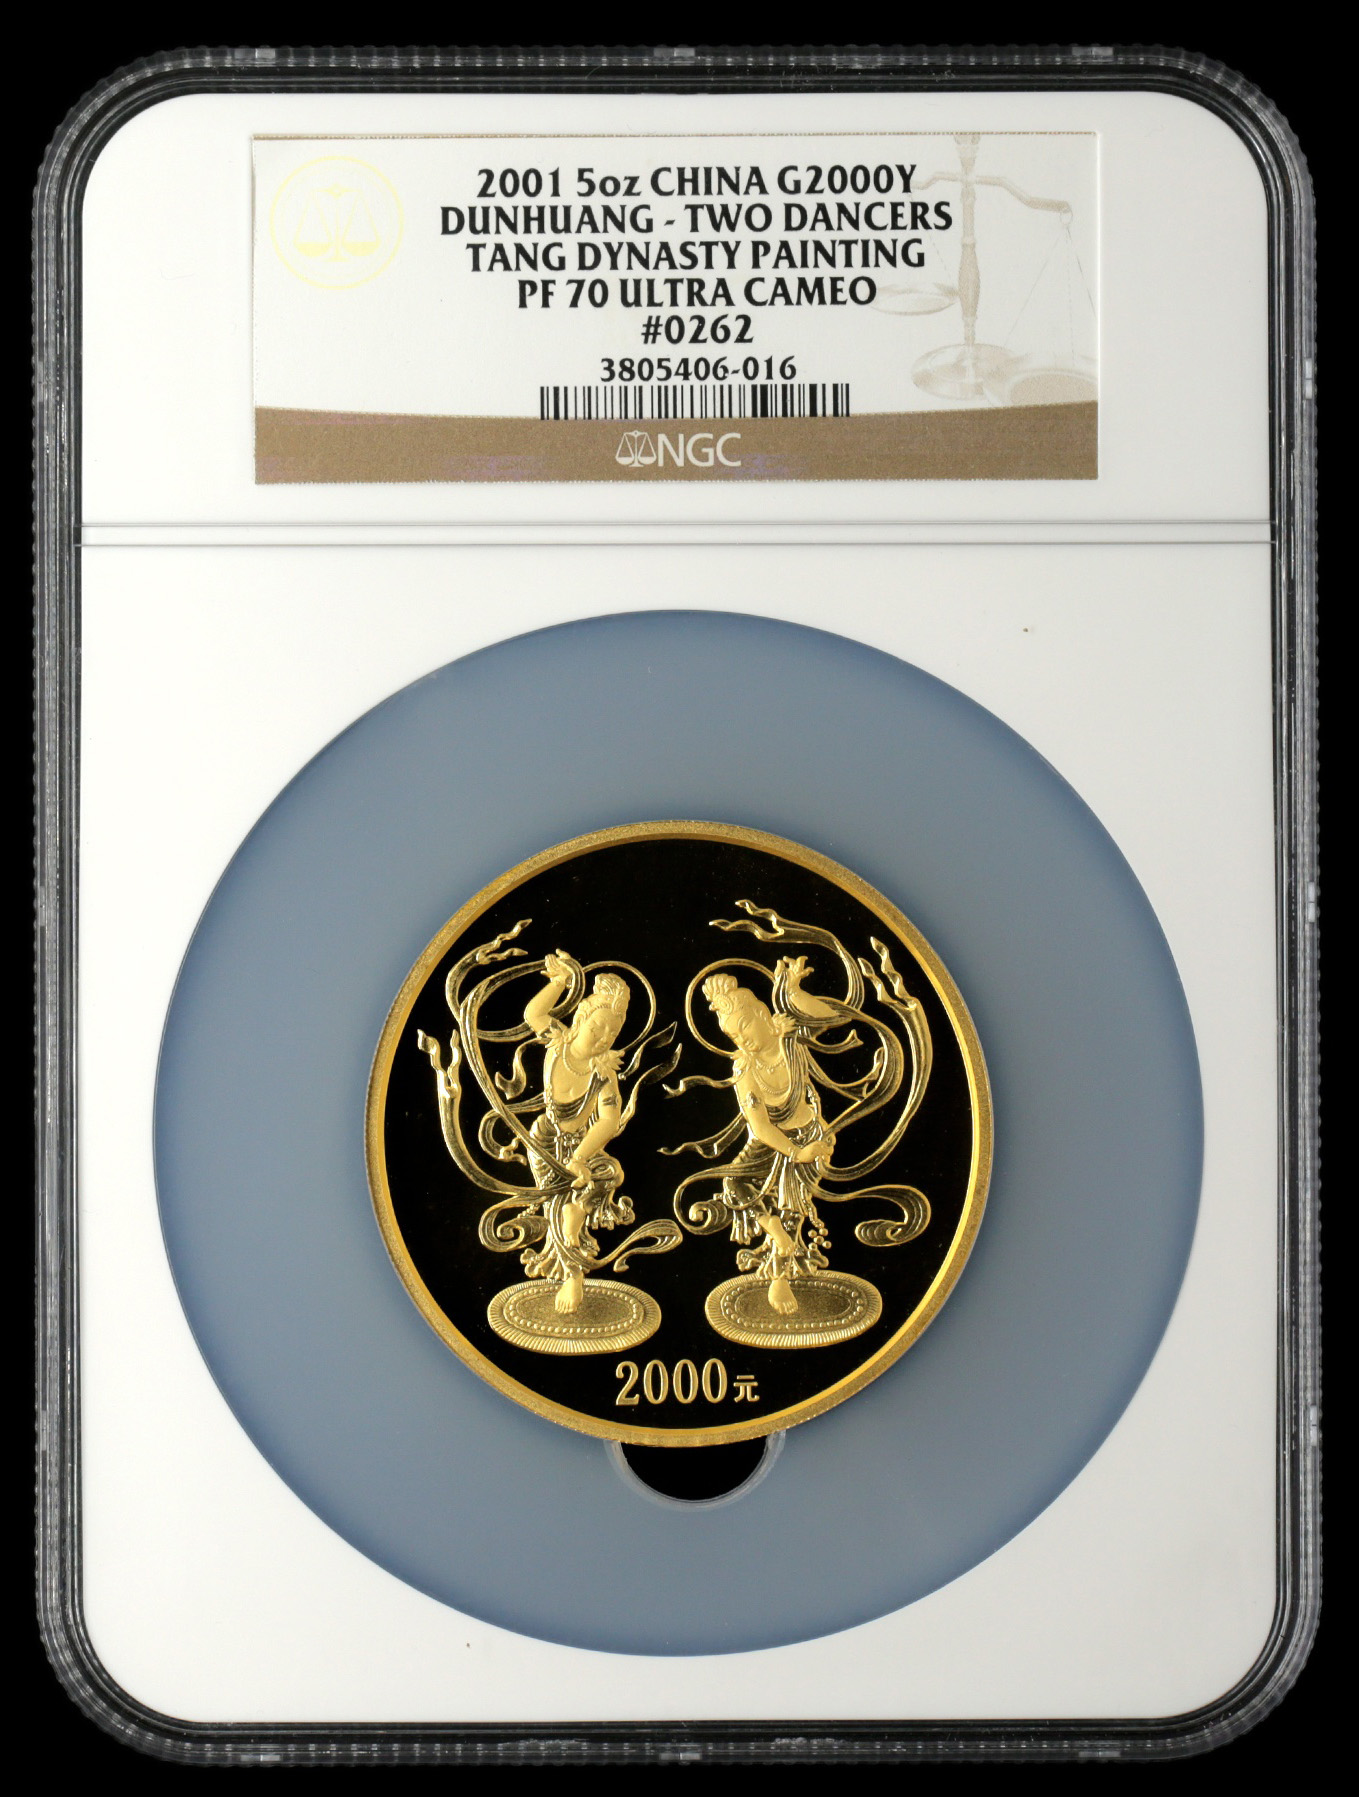 2001 5oz CHINA G2000Y
DUNHUANG - TWO DANCERS
TANG DYNASTY PAINTING
PF 70 ULTRA CAMEO
#0262
3805406-016
NGC
2000元